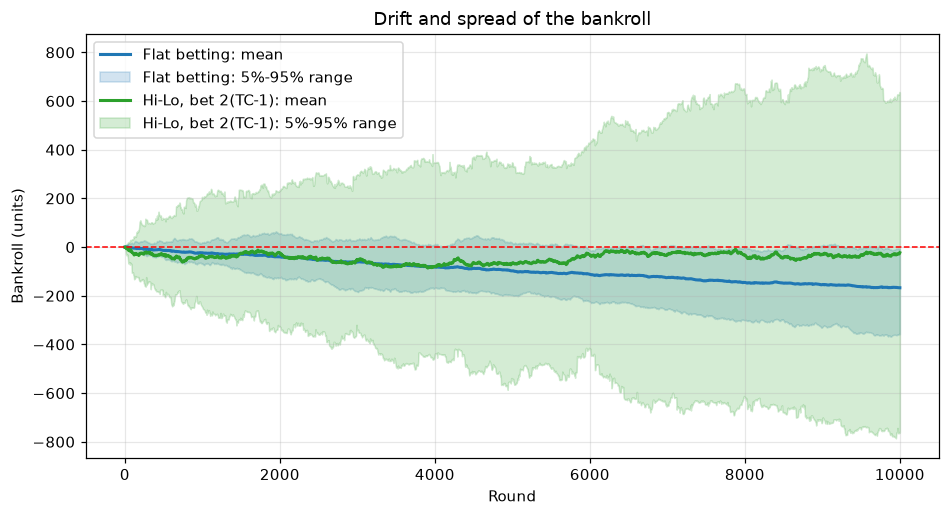 Drift and spread of the bankroll
Flat betting: mean
Flat betting: 5%-95% range
Hi-Lo, bet 2(TC-1): mean
Hi-Lo, bet 2(TC-1): 5%-95% range
Bankroll (units)
800
600
400
200
0
−200
−400
−600
−800
0 2000 4000 6000 8000 10000
Round